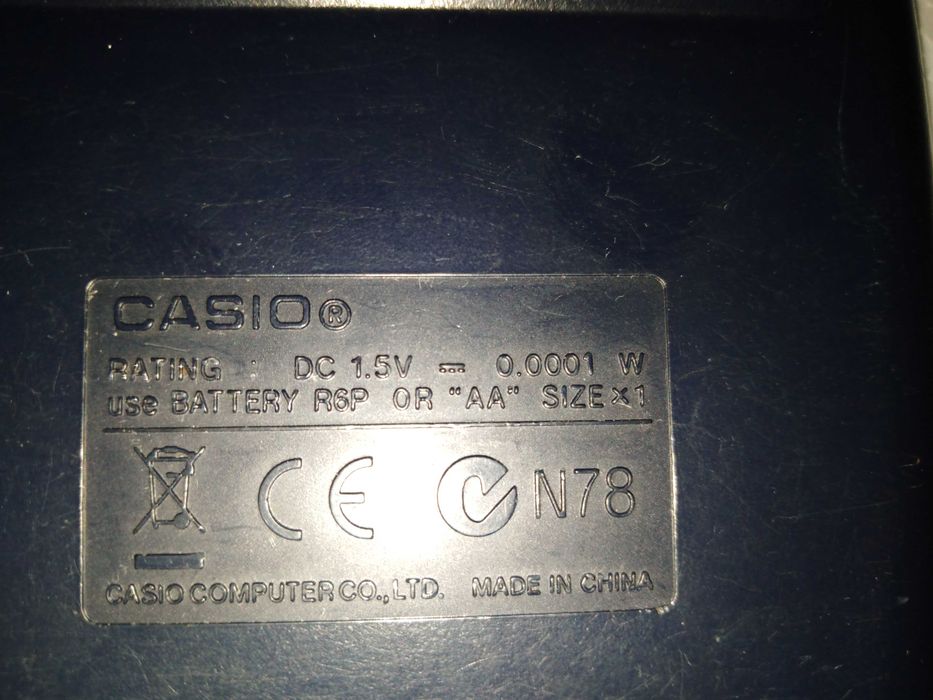 CASIO®
RATING : DC 1.5V ⎓ 0.0001 W
use BATTERY R6P OR "AA" SIZE×1
CE N78
CASIO COMPUTER CO., LTD. MADE IN CHINA